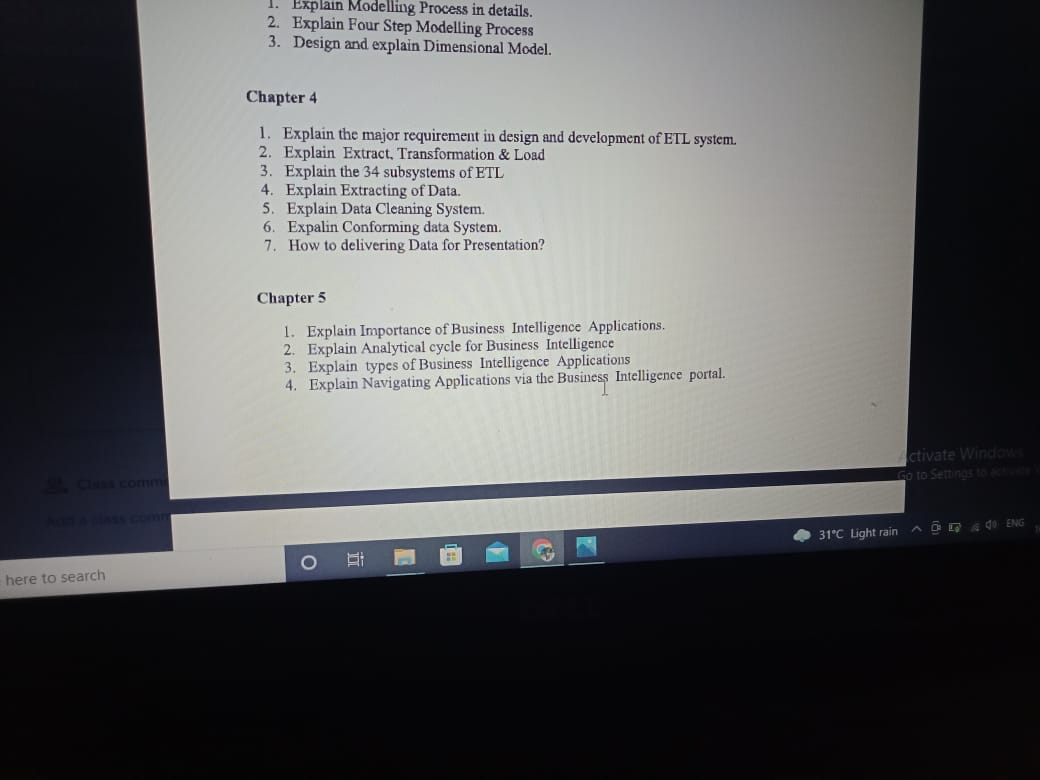 1. Explain Modelling Process in details.
2. Explain Four Step Modelling Process
3. Design and explain Dimensional Model.
Chapter 4
1. Explain the major requirement in design and development of ETL system.
2. Explain Extract, Transformation & Load
3. Explain the 34 subsystems of ETL
4. Explain Extracting of Data.
5. Explain Data Cleaning System.
6. Expalin Conforming data System.
7. How to delivering Data for Presentation?
Chapter 5
1. Explain Importance of Business Intelligence Applications.
2. Explain Analytical cycle for Business Intelligence
3. Explain types of Business Intelligence Applications
4. Explain Navigating Applications via the Business Intelligence portal.
Activate Windows
Go to Settings to activate
Class comme
Add a class comm
31°C Light rain ENG
here to search